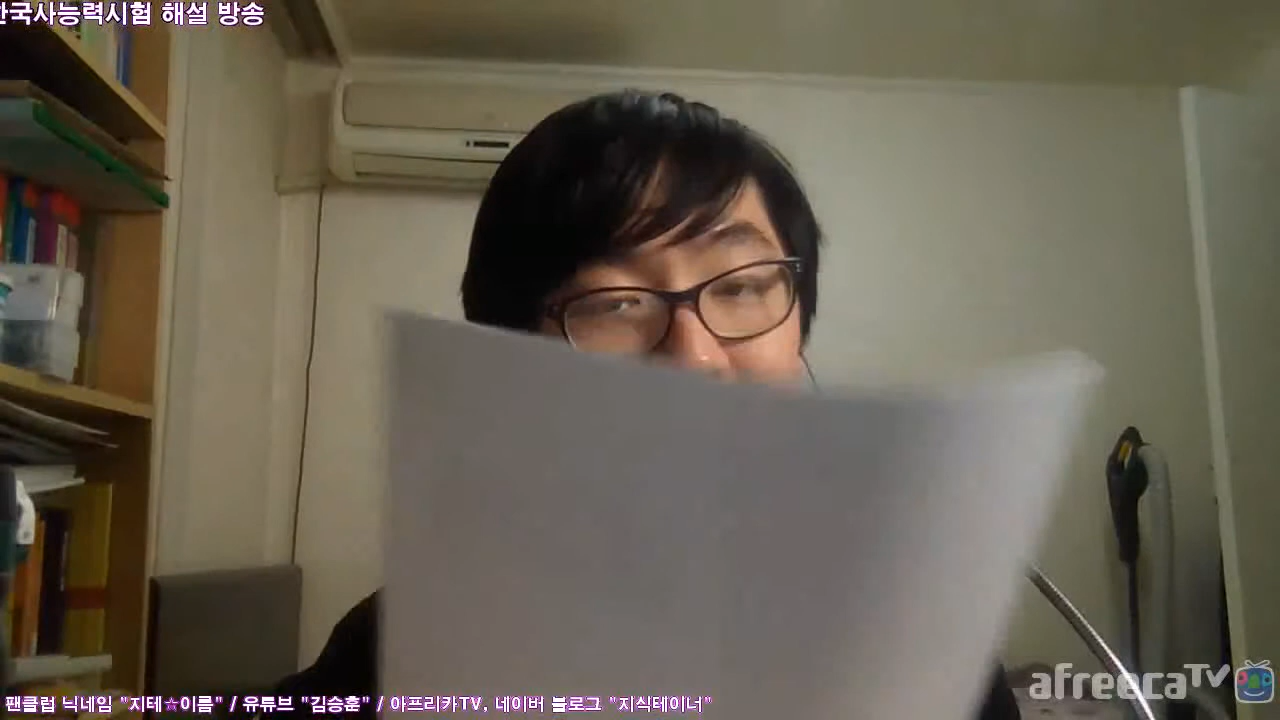 한국사능력시험 해설 방송
팬클럽 닉네임 "지테☆이름" / 유튜브 "김승훈" / 아프리카TV, 네이버 블로그 "지식테이너"
afreecaTV